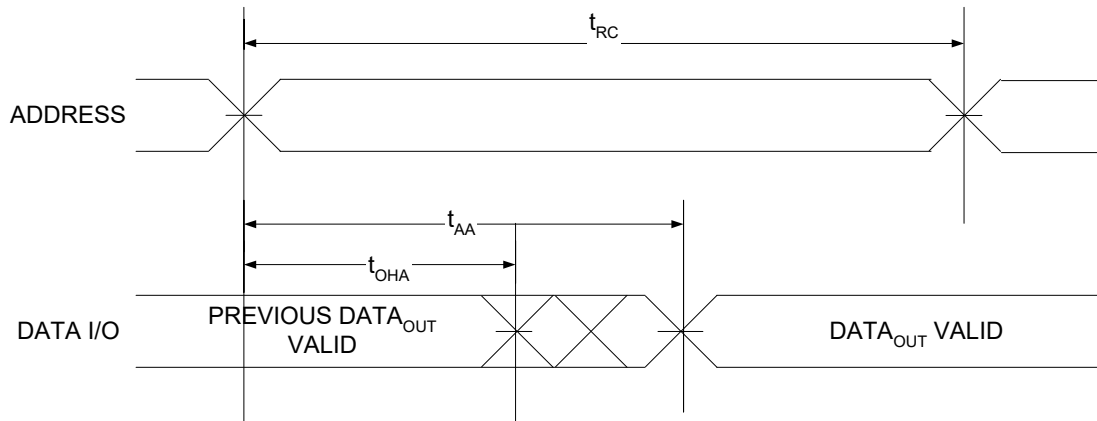 tRC
ADDRESS
tAA
tOHA
DATA I/O
PREVIOUS DATAOUT
VALID
DATAOUT VALID